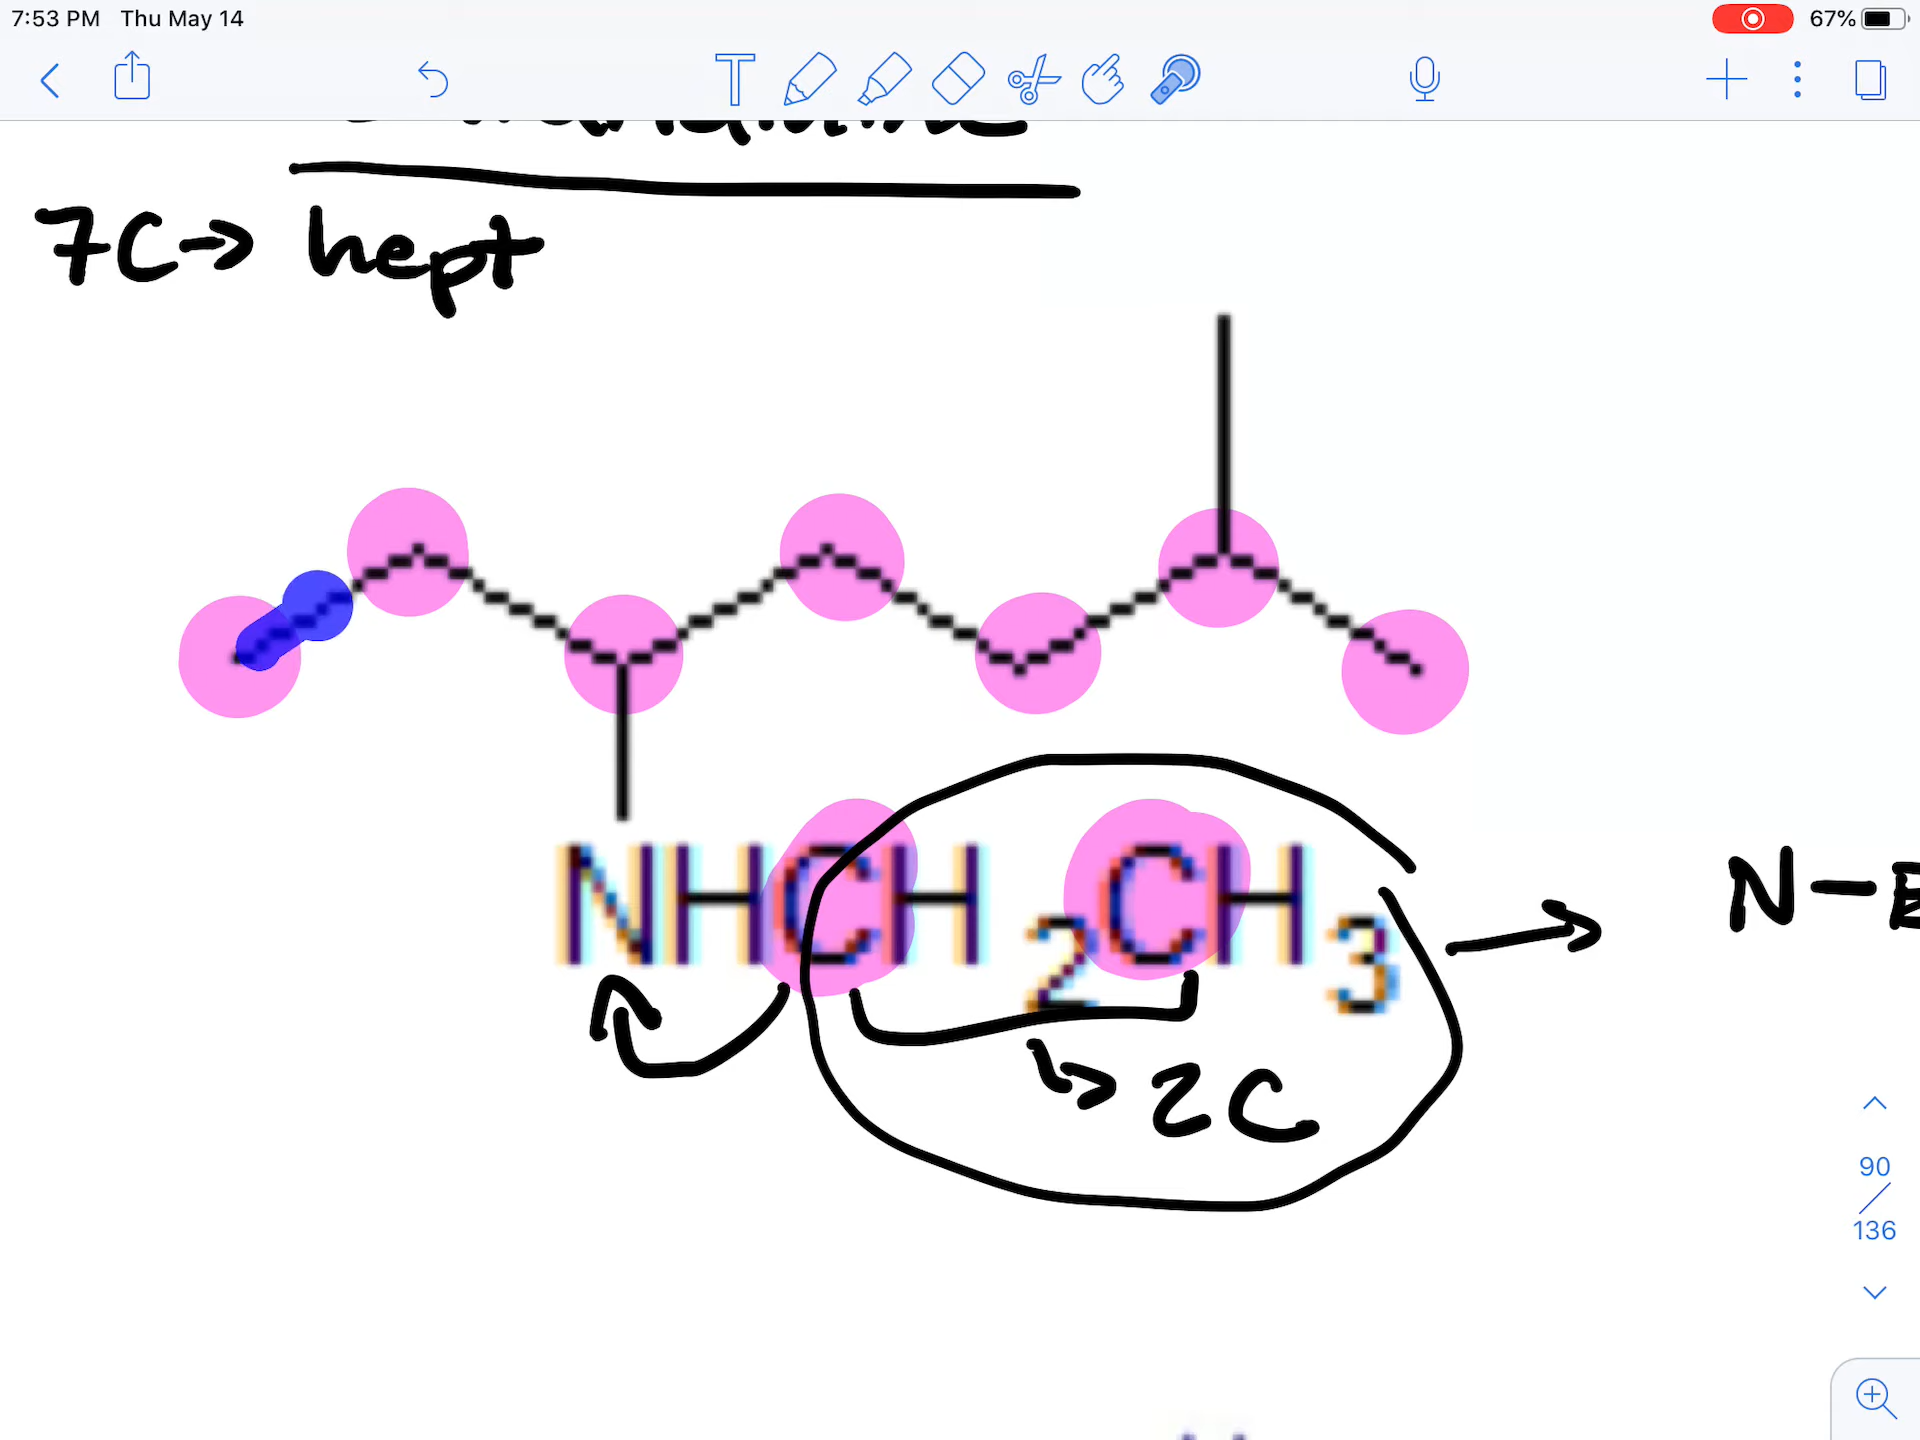 7:53 PM Thu May 14
67%
7C-> hept
NHCH2CH3
N-E
2C
90
136